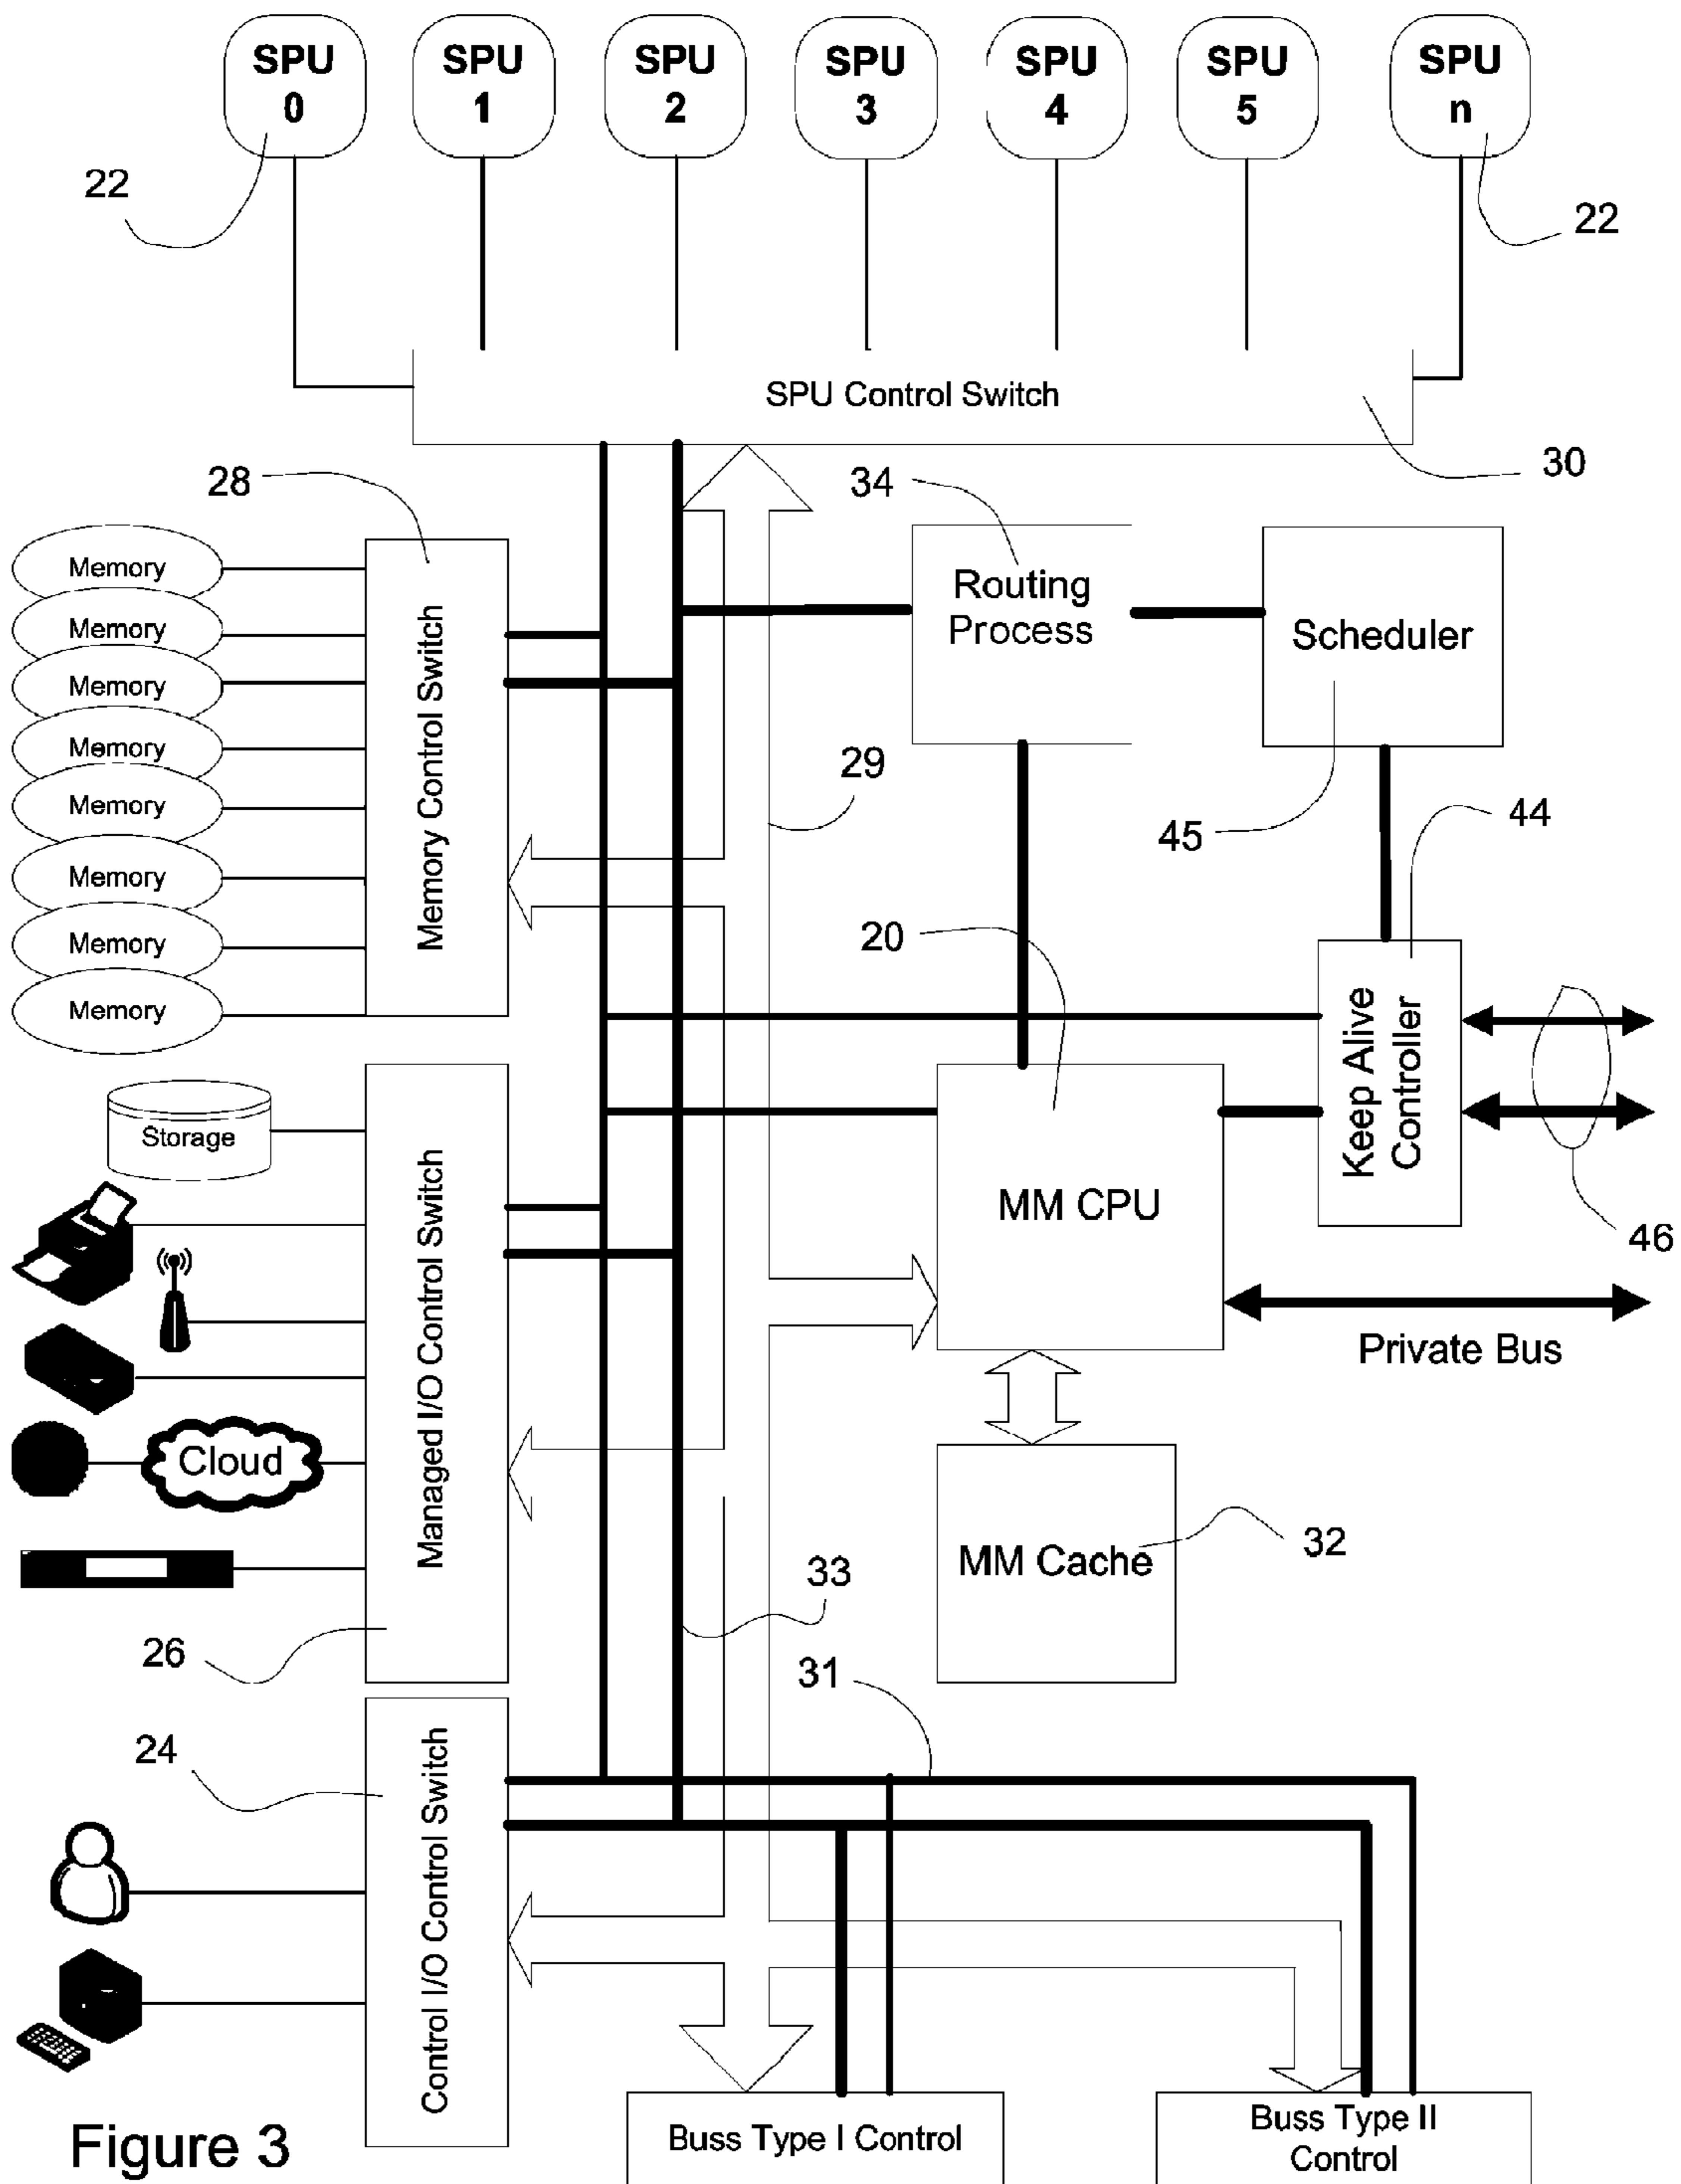 SPU 0
SPU 1
SPU 2
SPU 3
SPU 4
SPU 5
SPU n
22
22
SPU Control Switch
30
28
34
Memory
Memory
Memory
Memory
Memory
Memory
Memory
Memory
Memory Control Switch
Routing
Process
Scheduler
29
45
44
20
Keep Alive
Controller
46
Storage
Cloud
Managed I/O Control Switch
26
MM CPU
Private Bus
MM Cache
32
33
31
24
Control I/O Control Switch
Buss Type I Control
Buss Type II
Control
Figure 3